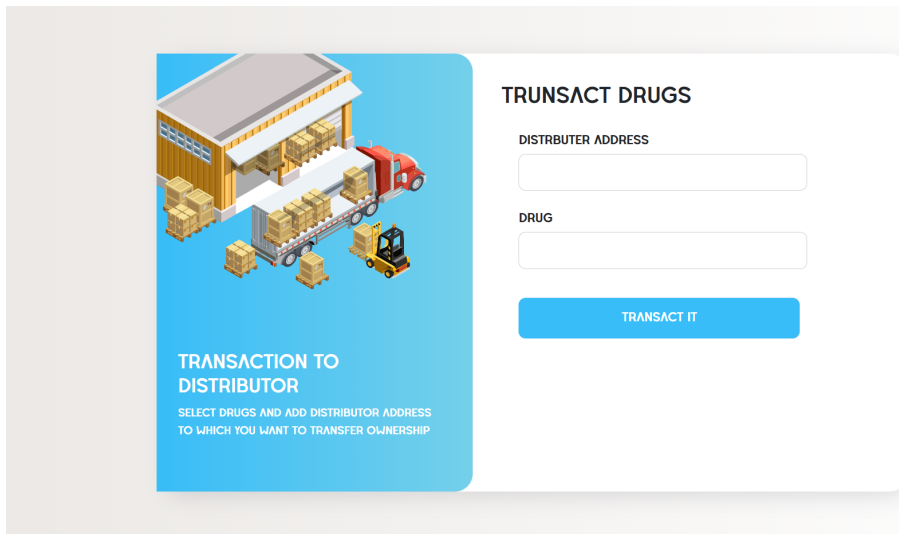 TRUNSACT DRUGS
DISTRBUTER ADDRESS
DRUG
TRANSACT IT
TRANSACTION TO
DISTRIBUTOR
SELECT DRUGS AND ADD DISTRIBUTOR ADDRESS
TO WHICH YOU WANT TO TRANSFER OWNERSHIP